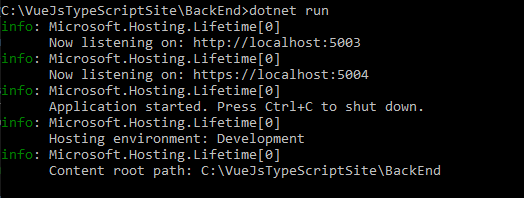 C:\VueJsTypeScriptSite\BackEnd>dotnet run
info: Microsoft.Hosting.Lifetime[0]
      Now listening on: http://localhost:5003
info: Microsoft.Hosting.Lifetime[0]
      Now listening on: https://localhost:5004
info: Microsoft.Hosting.Lifetime[0]
      Application started. Press Ctrl+C to shut down.
info: Microsoft.Hosting.Lifetime[0]
      Hosting environment: Development
info: Microsoft.Hosting.Lifetime[0]
      Content root path: C:\VueJsTypeScriptSite\BackEnd